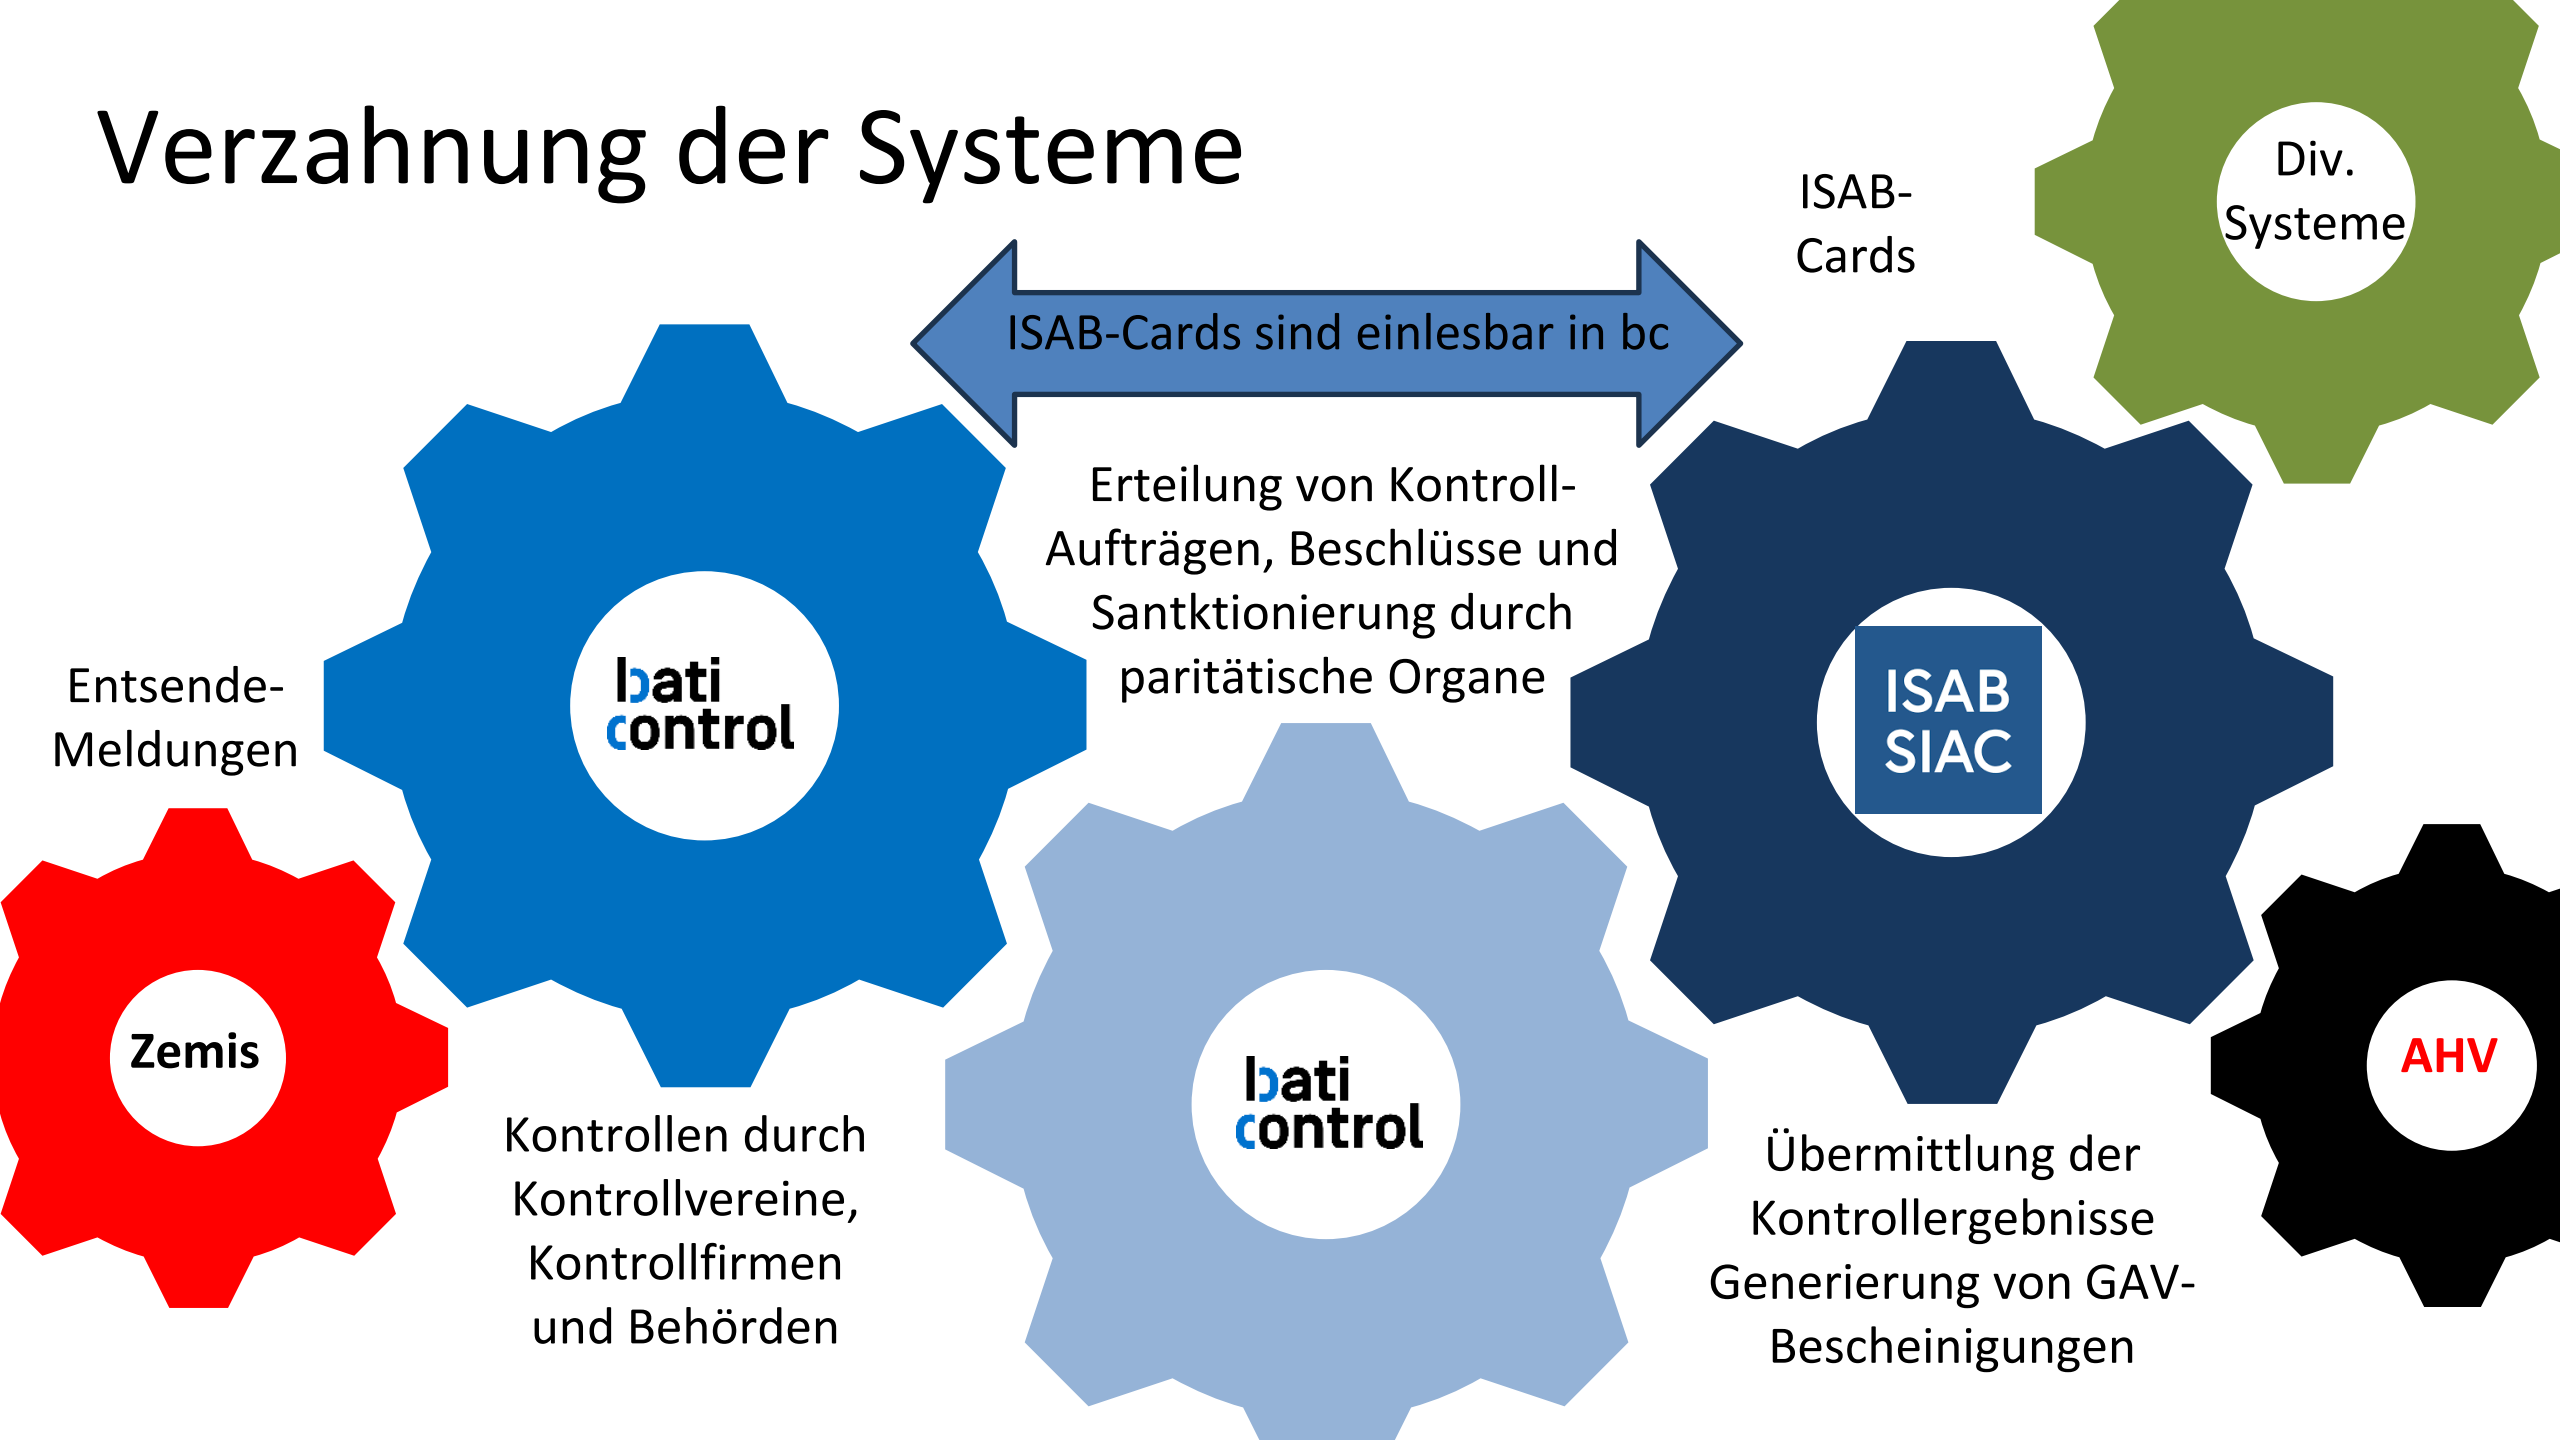 Verzahnung der Systeme
Div.
Systeme
ISAB-
Cards
ISAB-Cards sind einlesbar in bc
Erteilung von Kontroll-
Aufträgen, Beschlüsse und
Santktionierung durch
paritätische Organe
Entsende-
Meldungen
bati
control
ISAB
SIAC
Zemis
bati
control
AHV
Kontrollen durch
Kontrollvereine,
Kontrollfirmen
und Behörden
Übermittlung der
Kontrollergebnisse
Generierung von GAV-
Bescheinigungen